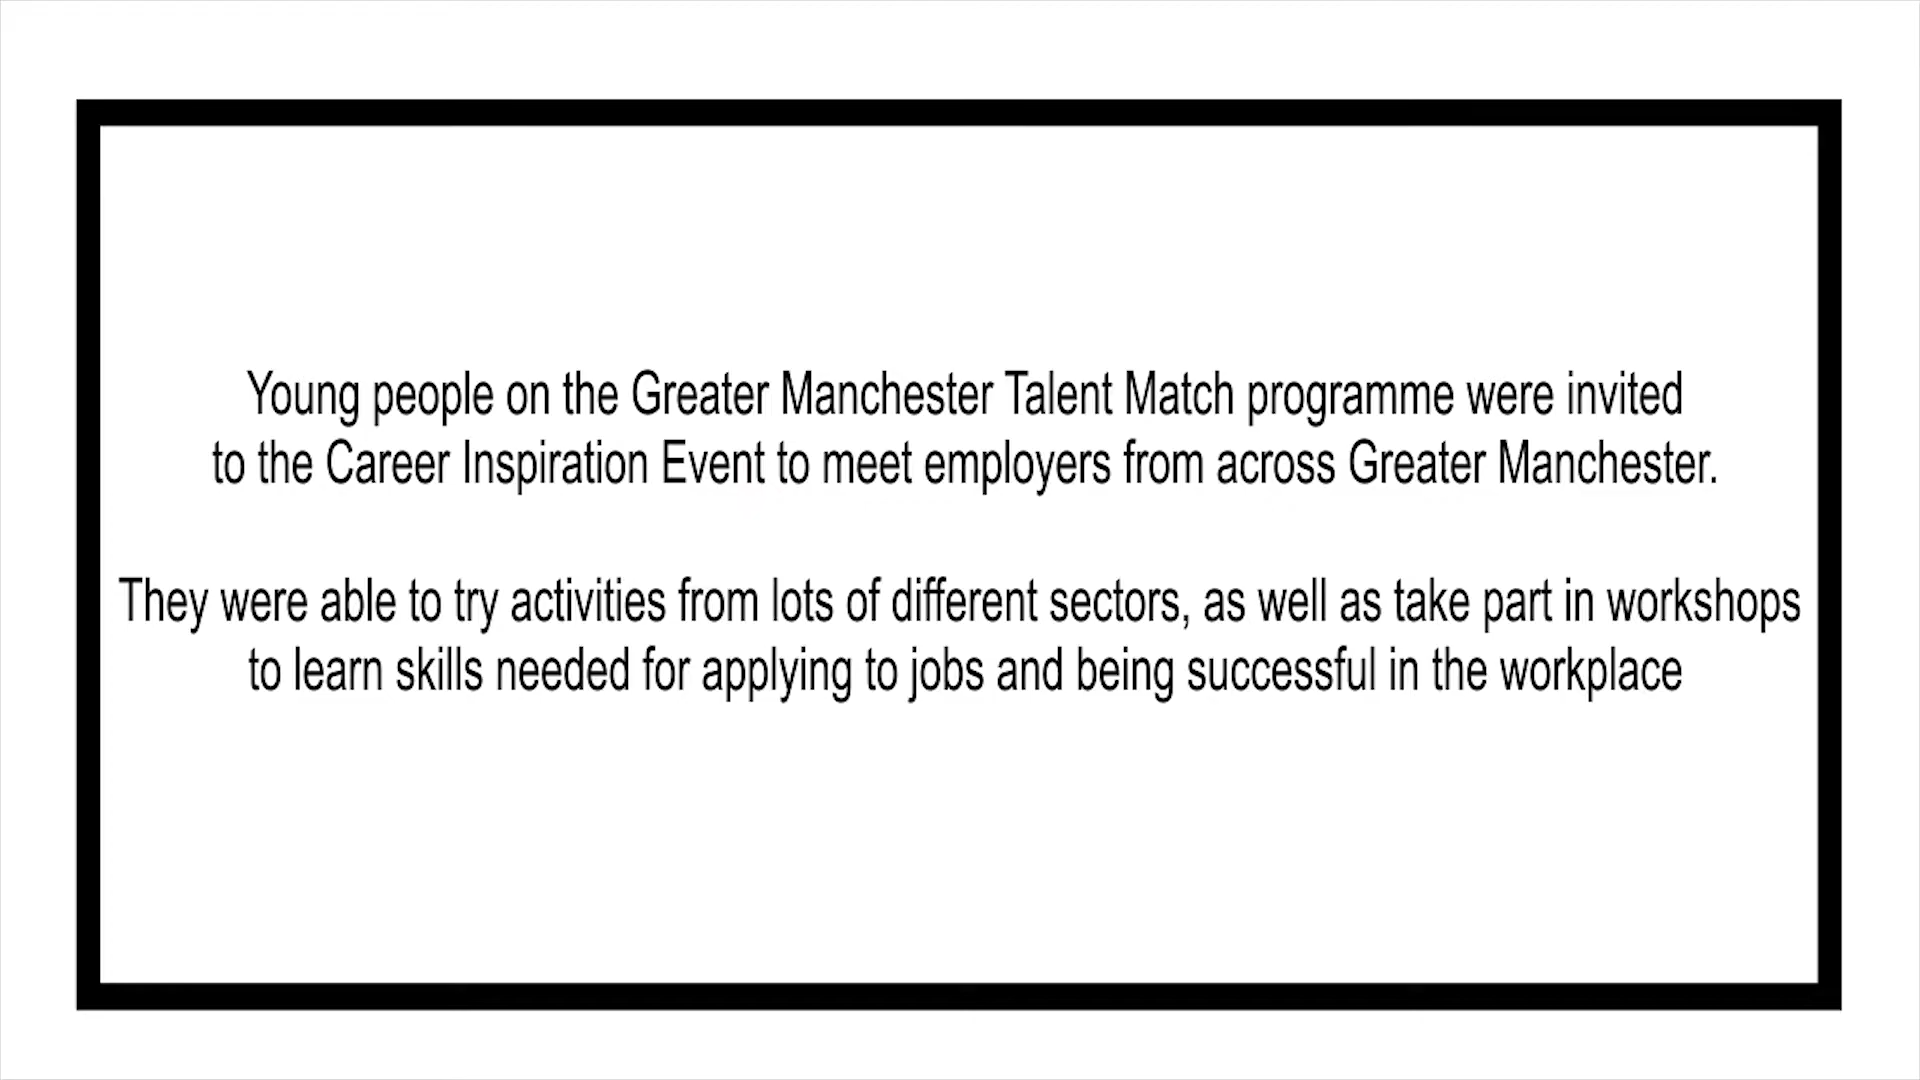 Young people on the Greater Manchester Talent Match programme were invited
to the Career Inspiration Event to meet employers from across Greater Manchester.
They were able to try activities from lots of different sectors, as well as take part in workshops
to learn skills needed for applying to jobs and being successful in the workplace